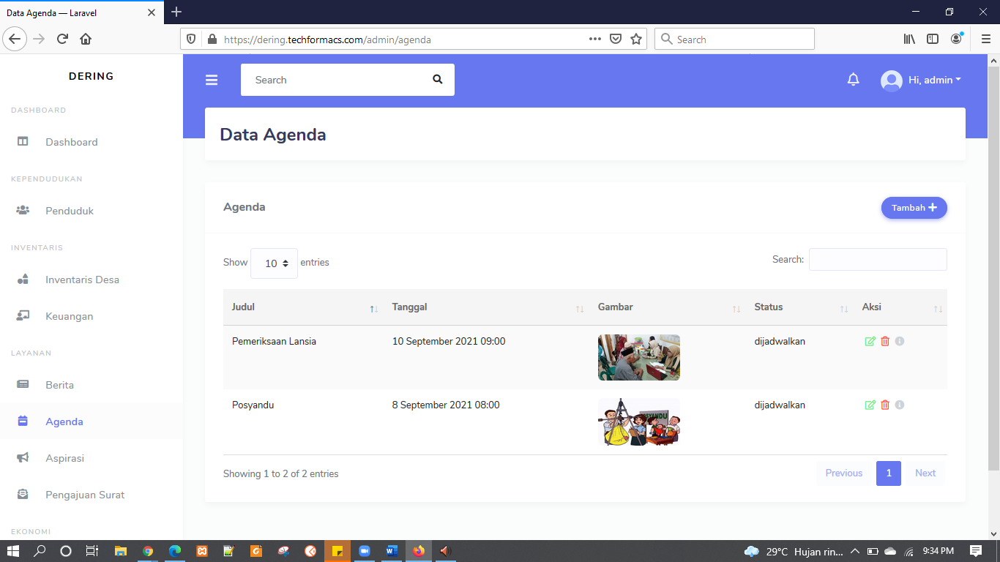 Data Agenda — Laravel
https://dering.techformacs.com/admin/agenda
Search
DERING
DASHBOARD
Dashboard
KEPENDUDUKAN
Penduduk
INVENTARIS
Inventaris Desa
Keuangan
LAYANAN
Berita
Agenda
Aspirasi
Pengajuan Surat
EKONOMI
Search
Hi, admin
Data Agenda
Agenda
Tambah
Show 10 entries
Search:
Judul Tanggal Gambar Status Aksi
Pemeriksaan Lansia 10 September 2021 09:00 dijadwalkan
Posyandu 8 September 2021 08:00 POSYANDU dijadwalkan
Showing 1 to 2 of 2 entries
Previous 1 Next
29°C Hujan rin... 9:34 PM